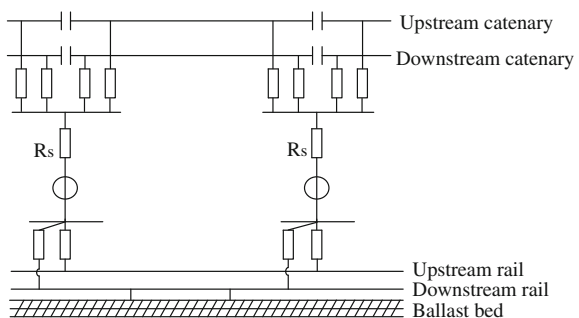 Upstream catenary
Downstream catenary
Rs Rs
Upstream rail
Downstream rail
Ballast bed